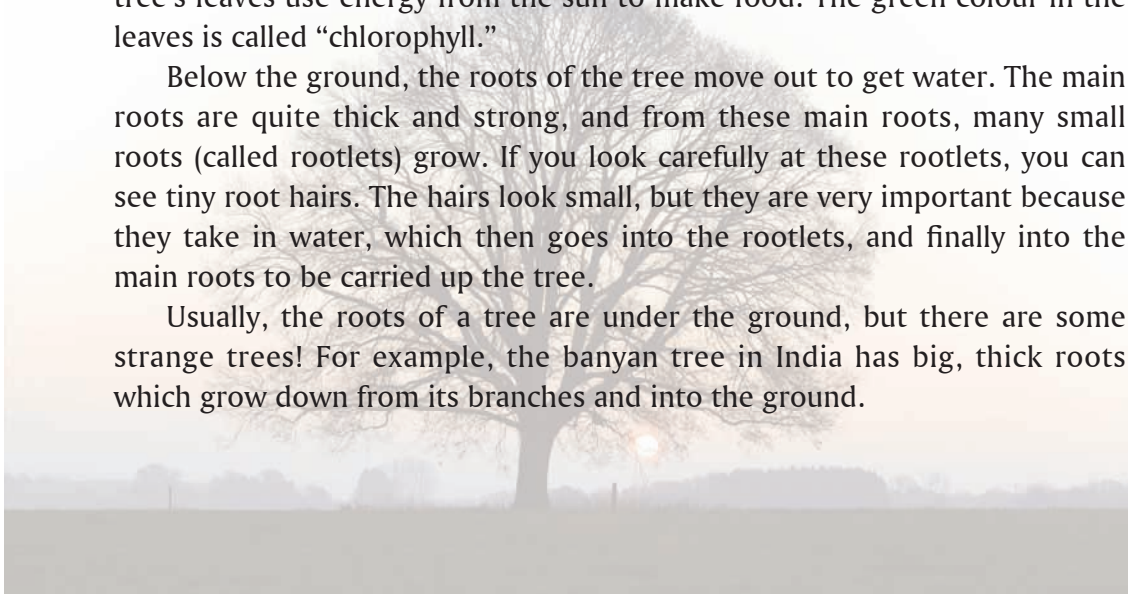 tree's leaves use energy from the sun to make food. The green colour in the
leaves is called “chlorophyll.”
Below the ground, the roots of the tree move out to get water. The main
roots are quite thick and strong, and from these main roots, many small
roots (called rootlets) grow. If you look carefully at these rootlets, you can
see tiny root hairs. The hairs look small, but they are very important because
they take in water, which then goes into the rootlets, and finally into the
main roots to be carried up the tree.
Usually, the roots of a tree are under the ground, but there are some
strange trees! For example, the banyan tree in India has big, thick roots
which grow down from its branches and into the ground.